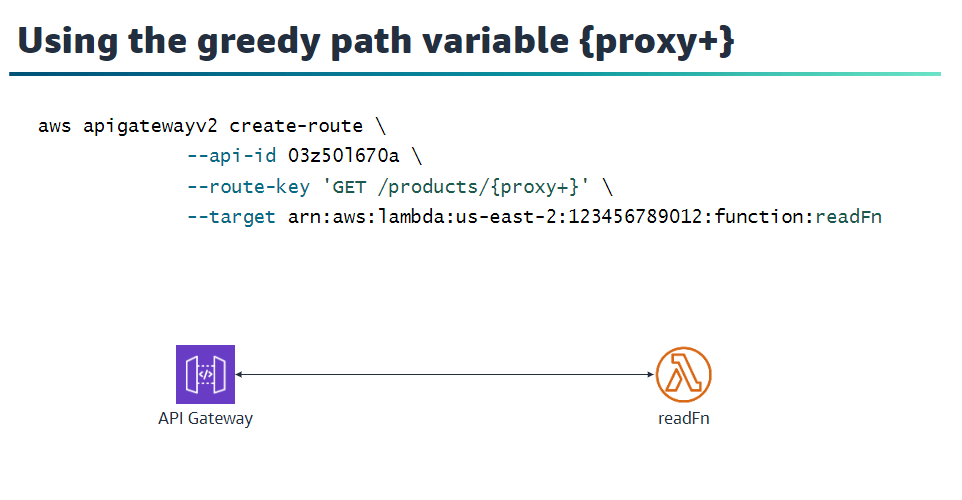 Using the greedy path variable {proxy+}
aws apigatewayv2 create-route \
--api-id 03z50l670a \
--route-key 'GET /products/{proxy+}' \
--target arn:aws:lambda:us-east-2:123456789012:function:readFn
</>
API Gateway
readFn